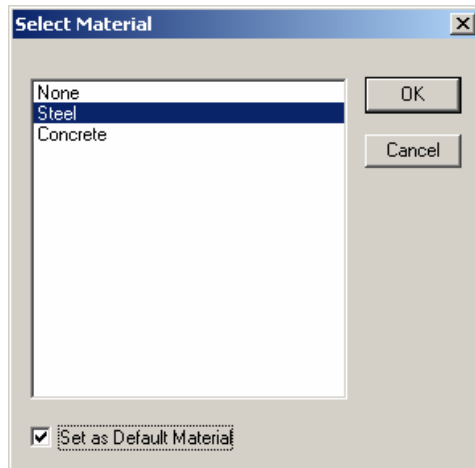 Select Material
None
Steel
Concrete
OK
Cancel
Set as Default Material